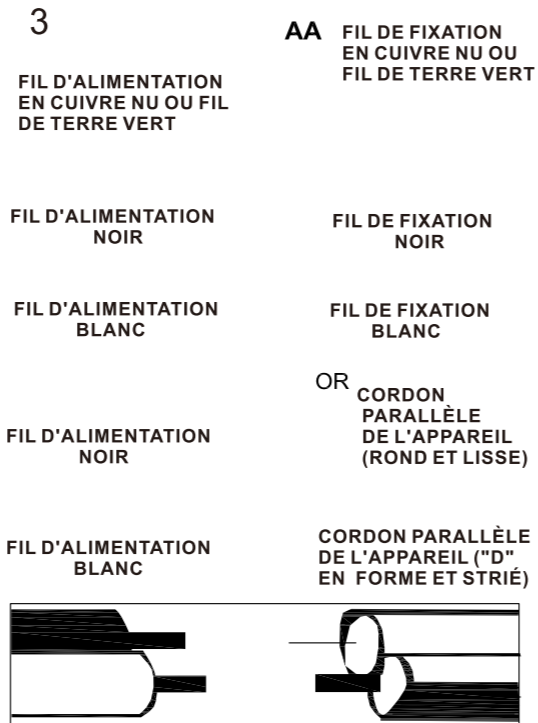 3
AA FIL DE FIXATION
EN CUIVRE NU OU
FIL DE TERRE VERT
FIL D'ALIMENTATION
EN CUIVRE NU OU FIL
DE TERRE VERT
FIL D'ALIMENTATION
NOIR
FIL DE FIXATION
NOIR
FIL D'ALIMENTATION
BLANC
FIL DE FIXATION
BLANC
OR
CORDON
PARALLÈLE
DE L'APPAREIL
(ROND ET LISSE)
FIL D'ALIMENTATION
NOIR
FIL D'ALIMENTATION
BLANC
CORDON PARALLÈLE
DE L'APPAREIL ("D"
EN FORME ET STRIÉ)